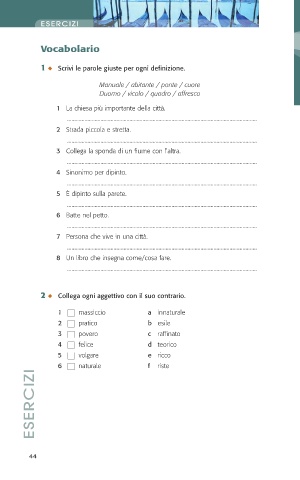 ESERCIZI
Vocabolario
1 ◆ Scrivi le parole giuste per ogni definizione.
Manuale / abitante / ponte / cuore
Duomo / vicolo / quadro / affresco
1 La chiesa più importante della città.
2 Strada piccola e stretta.
3 Collega la sponda di un fiume con l'altra.
4 Sinonimo per dipinto.
5 È dipinto sulla parete.
6 Batte nel petto.
7 Persona che vive in una città.
8 Un libro che insegna come/cosa fare.
2 ◆ Collega ogni aggettivo con il suo contrario.
1 massiccio a innaturale
2 pratico b esile
3 povero c raffinato
4 felice d teorico
5 volgare e ricco
6 naturale f triste
ESERCIZI
44